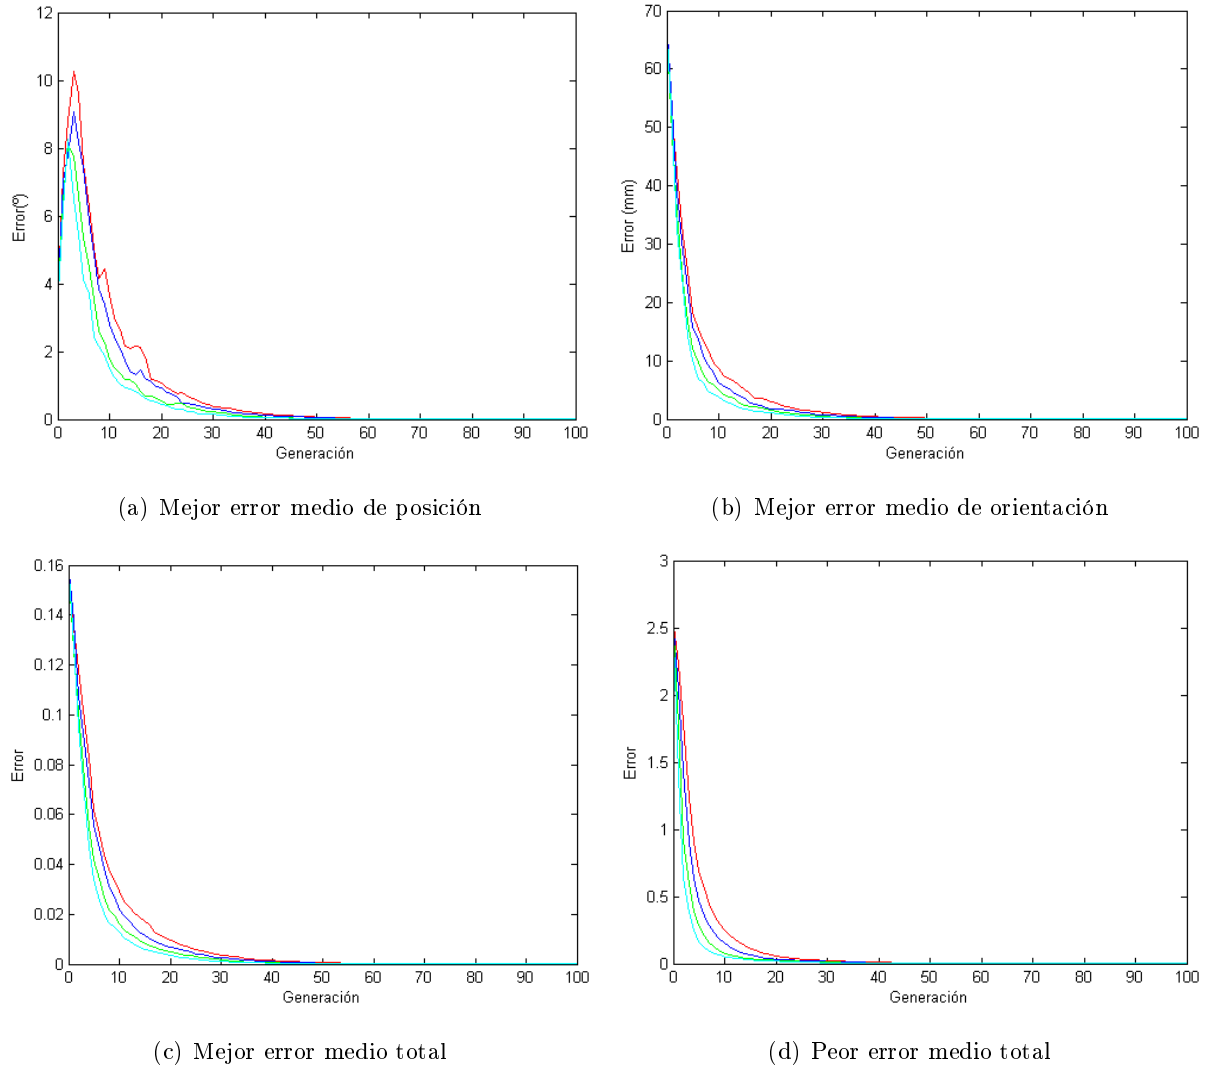 12
10
8
6
4
2
0
Error(º)
0 10 20 30 40 50 60 70 80 90 100
Generación
(a) Mejor error medio de posición
70
60
50
40
30
20
10
0
Error (mm)
0 10 20 30 40 50 60 70 80 90 100
Generación
(b) Mejor error medio de orientación
0.16
0.14
0.12
0.1
0.08
0.06
0.04
0.02
0
Error
0 10 20 30 40 50 60 70 80 90 100
Generación
(c) Mejor error medio total
3
2.5
2
1.5
1
0.5
0
Error
0 10 20 30 40 50 60 70 80 90 100
Generación
(d) Peor error medio total